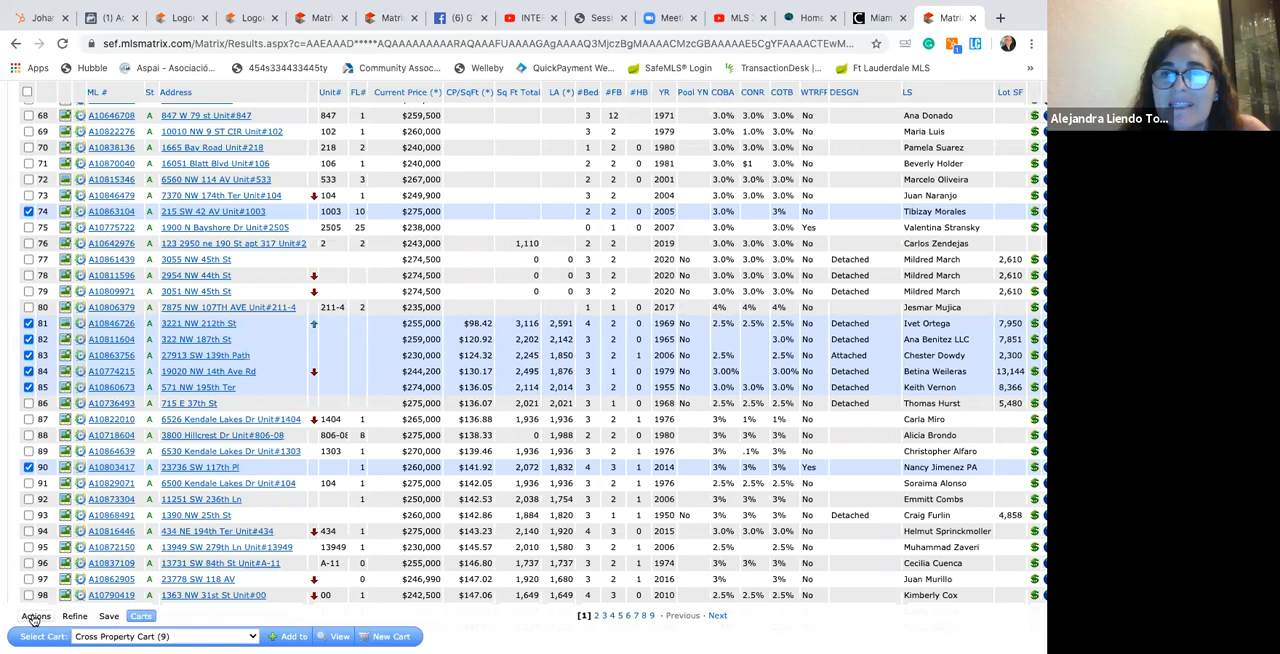 Johar (1) Ac Logou Logou Matri Matri (6) G INTE Sessi Meeti MLS Home Miam Matri
sef.mlsmatrix.com/Matrix/Results.aspx?c=AAEAAAD*****AQAAAAAAAAARAQAAAFUAAAAGAgAAAAQ3MjczBgMAAAACMzcGBAAAAAE5CgYFAAAACTEwM...
Apps Hubble Aspai - Asociació... 454s334433445ty Community Assoc... Welleby QuickPayment We... SafeMLS® Login TransactionDesk |... Ft Lauderdale MLS »
ML # St Address Unit# FL# Current Price (*) CP/SqFt (*) Sq Ft Total LA (*) #Bed #FB #HB YR Pool YN COBA CONR COTB WTRFF DESGN LS Lot SF
68 A10646708 A 847 W 79 st Unit#847 847 1 $259,500 3 12 1971 3.0% 3.0% 3.0% No Ana Donado
69 A10822276 A 10010 NW 9 ST CIR Unit#102 102 1 $260,000 3 2 1979 3.0% 1.0% 3.0% No Maria Luis
70 A10838136 A 1665 Bay Road Unit#218 218 2 $240,000 1 2 1980 3.0% 3.0% 3.0% No Pamela Suarez
71 A10870040 A 16051 Blatt Blvd Unit#106 106 1 $240,000 2 2 0 1981 3.0% $1 3.0% No Beverly Holder
72 A10815346 A 6560 NW 114 AV Unit#533 533 3 $267,000 2 2 0 2001 3.0% 3.0% 3.0% No Marcelo Oliveira
73 A10846479 A 7370 NW 174th Ter Unit#104 104 1 $249,900 3 2 2004 3.0% 3.0% 3.0% No Juan Naranjo
74 A10863104 A 215 SW 42 AV Unit#1003 1003 10 $275,000 2 2 0 2005 3.0% 3% No Tibizay Morales
75 A10775722 A 1900 N Bayshore Dr Unit#2505 2505 25 $238,000 0 1 0 2007 3.0% 3.0% 3.0% Yes Valentina Stransky
76 A10642976 A 123 2950 ne 190 St apt 317 Unit#2 2 2 $243,000 1,110 2 2 2019 3.0% 3.0% 3.0% No Carlos Zendejas
77 A10861439 A 3055 NW 44th St $274,500 0 0 3 2 2020 No 3.0% 3.0% 3.0% No Detached Mildred March 2,610
78 A10811596 A 2954 NW 44th St $274,500 0 0 3 2 2020 No 3.0% 3.0% 3.0% No Detached Mildred March 2,610
79 A10809971 A 3051 NW 45th St $274,500 0 0 3 2 2020 No 3.0% 3.0% 3.0% No Detached Mildred March 2,610
80 A10806379 A 7875 NW 107TH AVE Unit#211-4 211-4 2 $235,000 1 1 0 2017 4% 4% 4% No Jesmar Mujica
81 A10846726 A 3221 NW 212th St $255,000 $98.42 3,116 2,591 4 2 0 1969 No 2.5% 2.5% 2.5% No Detached Ivet Ortega 7,950
82 A10811604 A 322 NW 187th St $259,000 $120.92 2,202 2,142 4 2 0 1965 No 3.0% No Detached Ana Benitez LLC 7,851
83 A10863756 A 27913 SW 139th Path $230,000 $124.32 2,245 1,850 3 2 1 2006 No 2.5% 2.5% No Attached Chester Dowdy 2,300
84 A10774215 A 19020 NW 14th Ave Rd $244,200 $130.17 2,495 1,876 3 1 0 1979 No 3.00% 3.00% No Detached Betina Weileras 13,144
85 A10860673 A 571 NW 195th Ter $274,000 $136.05 2,114 2,014 3 2 0 1955 No 3.0% 3.0% 3.0% No Detached Keith Vernon 8,366
86 A10736493 A 715 E 37th St $275,000 $136.07 2,021 2,021 3 2 0 1968 No 2.5% 2.5% 2.5% No Detached Thomas Hurst 5,480
87 A10822010 A 6526 Kendale Lakes Dr Unit#1404 1404 1 $265,000 $136.88 1,936 1,936 3 2 1 1976 3% 1% 3% No Carla Miro
88 A10718604 A 3800 Hillcrest Dr Unit#806-08 806-08 8 $275,000 $138.33 0 1,988 2 4 0 1980 3% 3% 3% No Alicia Brondo
89 A10864639 A 6530 Kendale Lakes Dr Unit#1303 1303 1 $270,000 $139.46 1,936 1,936 3 2 1 1976 3% .1% 3% No Christopher Alfaro
90 A10803417 A 23736 SW 117th Pl 1 $260,000 $141.92 2,072 1,832 4 3 1 2014 3% 3% 3% Yes Nancy Jimenez PA
91 A10829071 A 6500 Kendale Lakes Dr Unit#104 104 1 $275,000 $142.05 1,936 1,936 3 2 1 1976 2.5% 2.5% 2.5% No Soraima Alonso
92 A10873304 A 11251 SW 236th Ln 1 $250,000 $142.53 2,038 1,754 3 2 1 2006 3% 3% 3% No Emmitt Combs
93 A10868491 A 1390 NW 25th St $260,000 $142.86 1,884 1,820 3 1 1 1950 No 3% 3% 3% No Detached Craig Furlin 4,858
94 A10816446 A 434 NE 194th Ter Unit#434 434 1 $275,000 $143.23 2,140 1,920 4 3 0 2015 3.0% 3.0% 3.0% No Helmut Sprinckmoller
95 A10872150 A 13949 SW 279th Ln Unit#13949 13949 1 $230,000 $145.57 2,010 1,580 3 2 1 2006 2.5% 2.5% No Muhammad Zaveri
96 A10837109 A 13731 SW 84th St Unit#A-11 A-11 0 $255,000 $146.80 1,737 1,737 3 2 1 1974 3% 3% 2% No Cecilia Cuenca
97 A10862905 A 23778 SW 118 AV 0 $246,990 $147.02 1,920 1,680 3 2 1 2016 3% 3% 3% No Juan Murillo
98 A10790419 A 1363 NW 31st St Unit#00 00 1 $242,500 $147.06 1,649 1,649 4 3 0 2010 2.5% 2.5% 2.5% No Kimberly Cox
Actions Refine Save Carts [1] 2 3 4 5 6 7 8 9 · Previous · Next
Select Cart: Cross Property Cart (9) Add to View New Cart
Alejandra Liendo To...